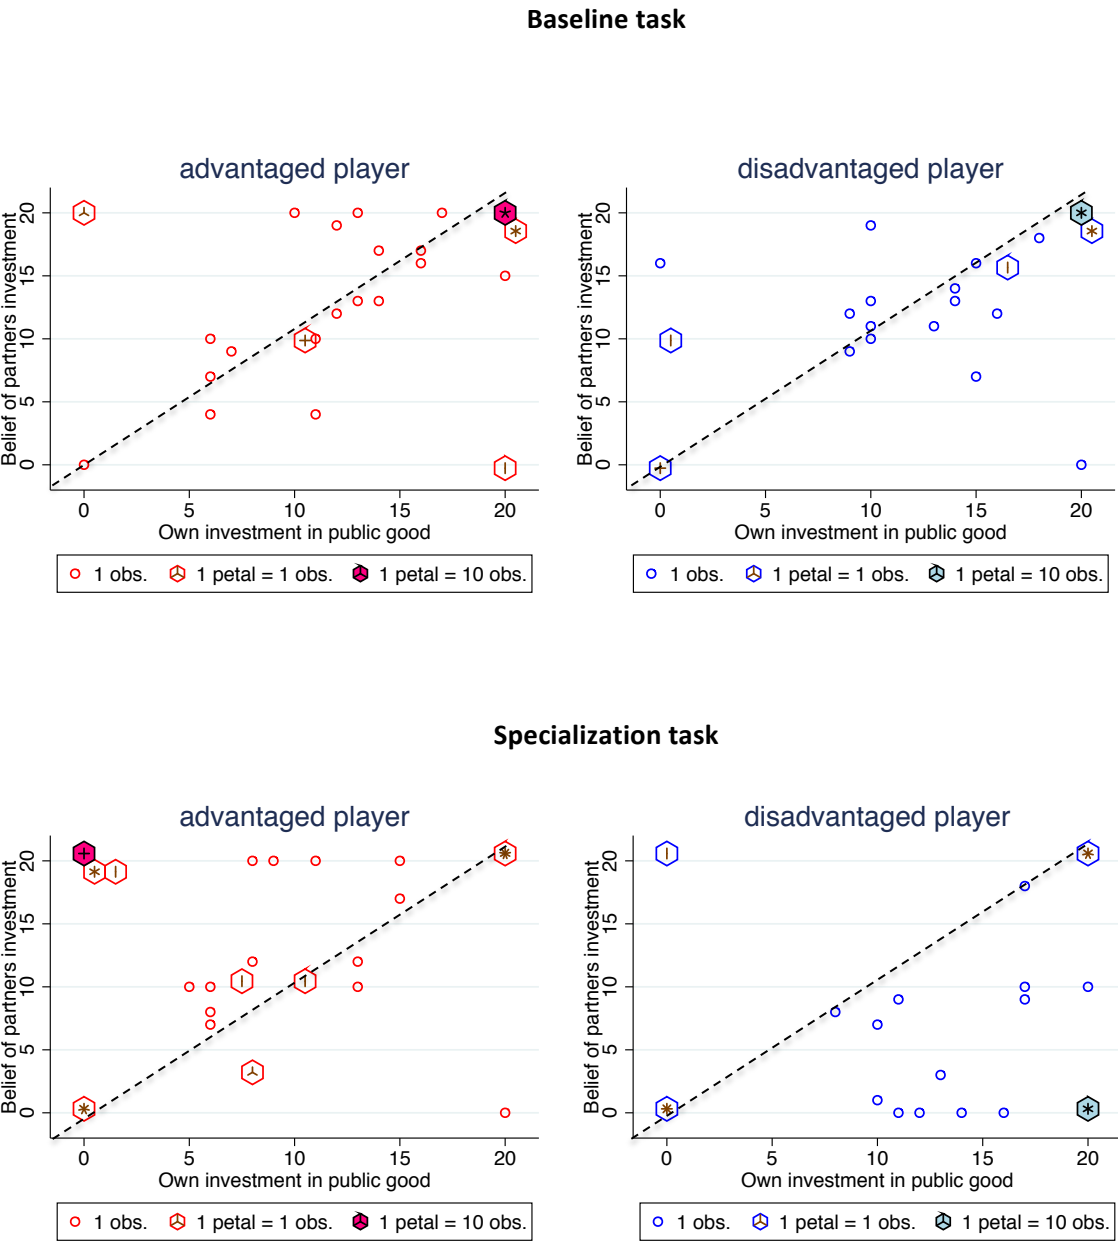 Baseline task
advantaged player
Belief of partners investment
20
15
10
5
0
0 5 10 15 20
Own investment in public good
1 obs. 1 petal = 1 obs. 1 petal = 10 obs.
disadvantaged player
Belief of partners investment
20
15
10
5
0
0 5 10 15 20
Own investment in public good
1 obs. 1 petal = 1 obs. 1 petal = 10 obs.
Specialization task
advantaged player
Belief of partners investment
20
15
10
5
0
0 5 10 15 20
Own investment in public good
1 obs. 1 petal = 1 obs. 1 petal = 10 obs.
disadvantaged player
Belief of partners investment
20
15
10
5
0
0 5 10 15 20
Own investment in public good
1 obs. 1 petal = 1 obs. 1 petal = 10 obs.